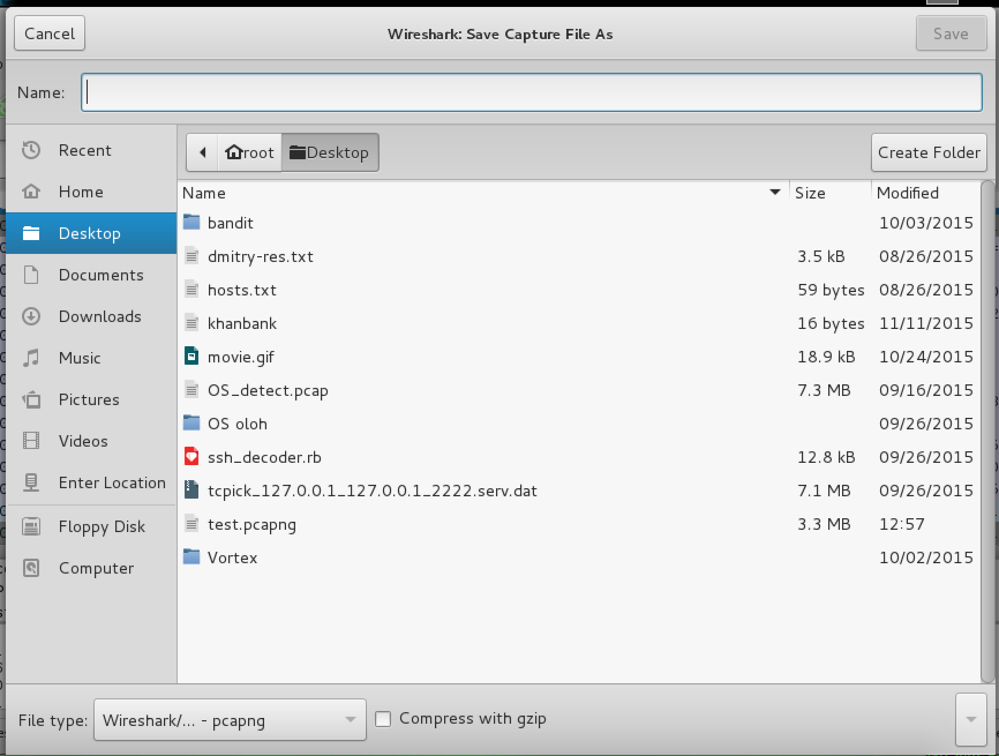 Cancel Wireshark: Save Capture File As Save
Name:
Recent
Home
Desktop
Documents
Downloads
Music
Pictures
Videos
Enter Location
Floppy Disk
Computer
root Desktop Create Folder
Name Size Modified
bandit 10/03/2015
dmitry-res.txt 3.5 kB 08/26/2015
hosts.txt 59 bytes 08/26/2015
khanbank 16 bytes 11/11/2015
movie.gif 18.9 kB 10/24/2015
OS_detect.pcap 7.3 MB 09/16/2015
OS oloh 09/26/2015
ssh_decoder.rb 12.8 kB 09/26/2015
tcpick_127.0.0.1_127.0.0.1_2222.serv.dat 7.1 MB 09/26/2015
test.pcapng 3.3 MB 12:57
Vortex 10/02/2015
File type: Wireshark/... - pcapng Compress with gzip